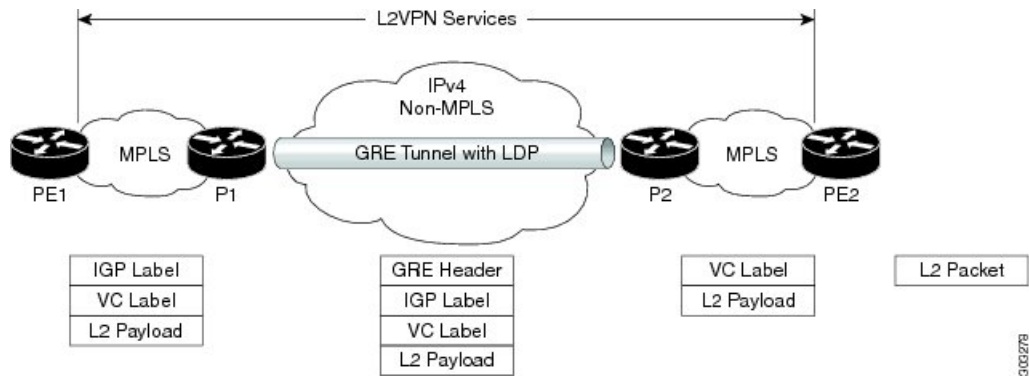 L2VPN Services
IPv4
Non-MPLS
MPLS
GRE Tunnel with LDP
MPLS
PE1
P1
P2
PE2
IGP Label
VC Label
L2 Payload
GRE Header
IGP Label
VC Label
L2 Payload
VC Label
L2 Payload
L2 Packet
303279